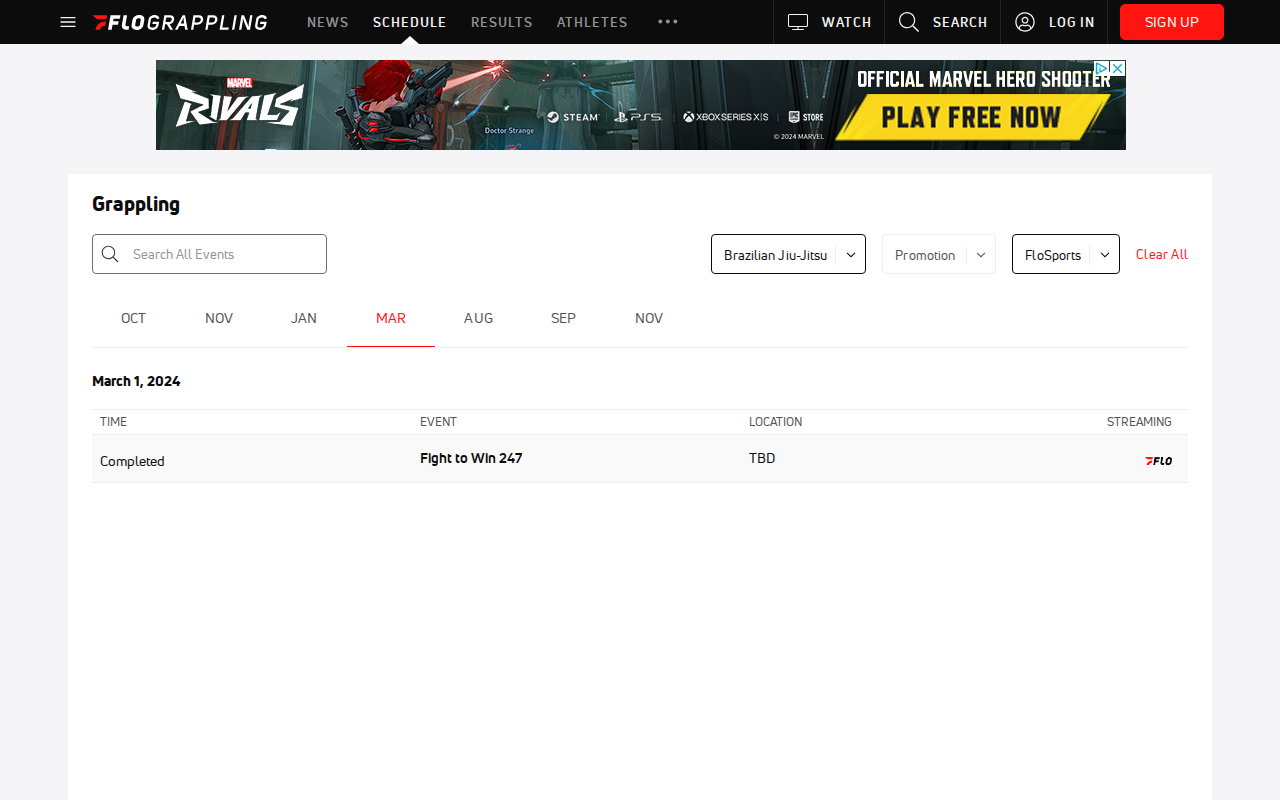 FLOGRAPPLING NEWS SCHEDULE RESULTS ATHLETES WATCH SEARCH LOG IN SIGN UP
MARVEL
RIVALS
Doctor Strange
STEAM PS5 XBOX SERIES X|S EPIC GAMES STORE
OFFICIAL MARVEL HERO SHOOTER
PLAY FREE NOW
© 2024 MARVEL
Grappling
Search All Events Brazilian Jiu-Jitsu Promotion FloSports Clear All
OCT NOV JAN MAR AUG SEP NOV
March 1, 2024
TIME EVENT LOCATION STREAMING
Completed Fight to Win 247 TBD FLO